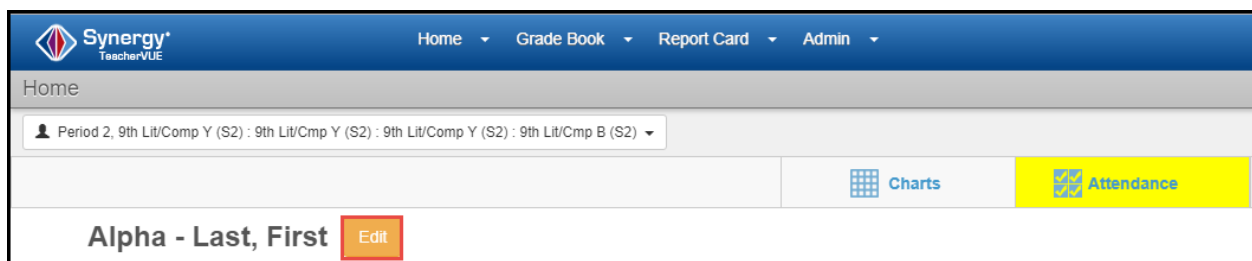 Synergy®
TeacherVUE
Home Grade Book Report Card Admin
Home
Period 2, 9th Lit/Comp Y (S2) : 9th Lit/Cmp Y (S2) : 9th Lit/Comp Y (S2) : 9th Lit/Cmp B (S2)
Charts Attendance
Alpha - Last, First Edit